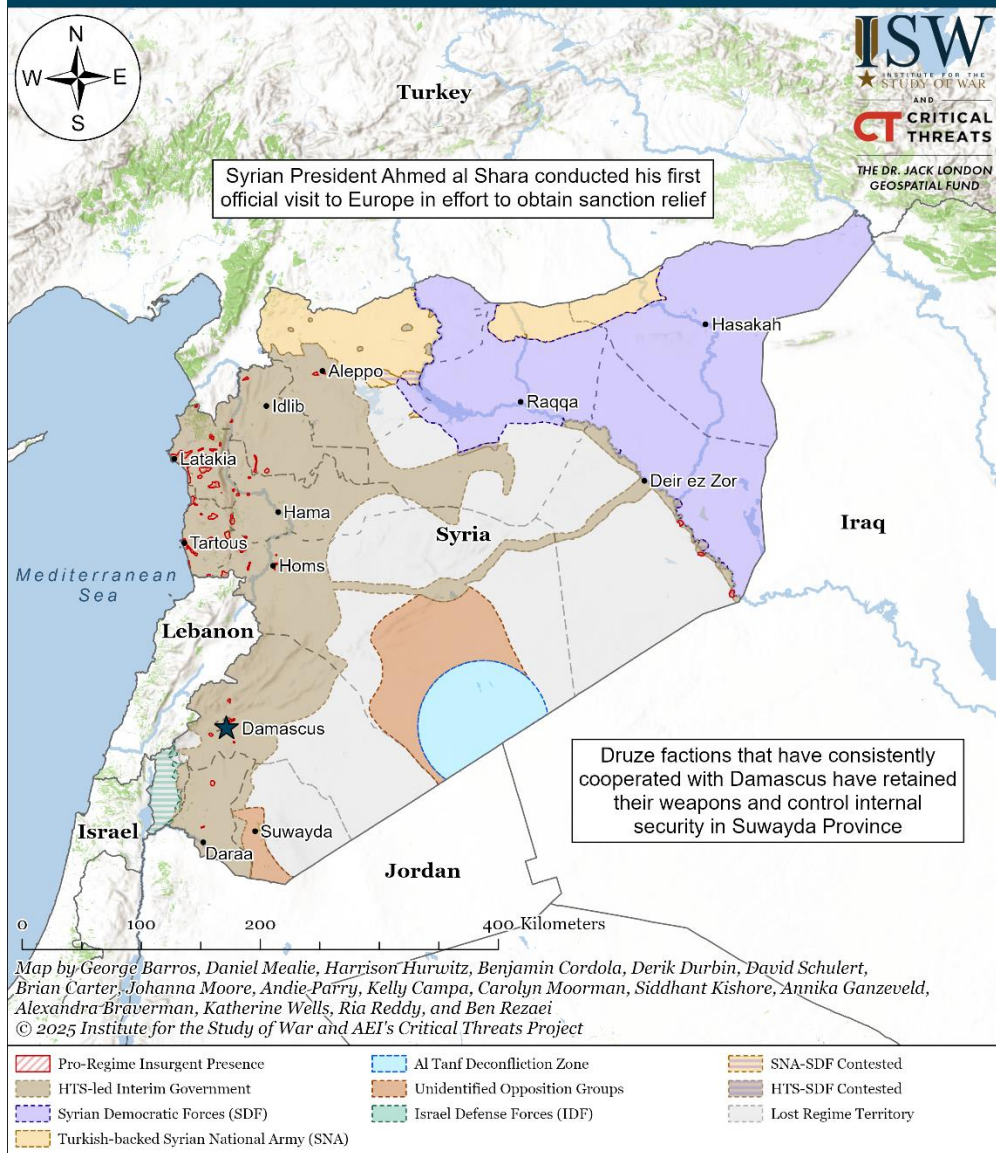 N
W
E
S
ISW
INSTITUTE FOR THE
STUDY OF WAR
AND
CT CRITICAL
THREATS
THE DR. JACK LONDON
GEOSPATIAL FUND
Turkey
Syrian President Ahmed al Shara conducted his first
official visit to Europe in effort to obtain sanction relief
Hasakah
Aleppo
Idlib
Raqqa
Latakia
Deir ez Zor
Hama
Syria
Iraq
Tartous
Homs
Mediterranean
Sea
Lebanon
Damascus
Druze factions that have consistently
cooperated with Damascus have retained
their weapons and control internal
security in Suwayda Province
Israel
Suwayda
Daraa
Jordan
0 100 200 400 Kilometers
Map by George Barros, Daniel Mealie, Harrison Hurwitz, Benjamin Cordola, Derik Durbin, David Schulert,
Brian Carter, Johanna Moore, Andie Parry, Kelly Campa, Carolyn Moorman, Siddhant Kishore, Annika Ganzeveld,
Alexandra Braverman, Katherine Wells, Ria Reddy, and Ben Rezaei
© 2025 Institute for the Study of War and AEI's Critical Threats Project
Pro-Regime Insurgent Presence
HTS-led Interim Government
Syrian Democratic Forces (SDF)
Turkish-backed Syrian National Army (SNA)
Al Tanf Deconfliction Zone
Unidentified Opposition Groups
Israel Defense Forces (IDF)
SNA-SDF Contested
HTS-SDF Contested
Lost Regime Territory